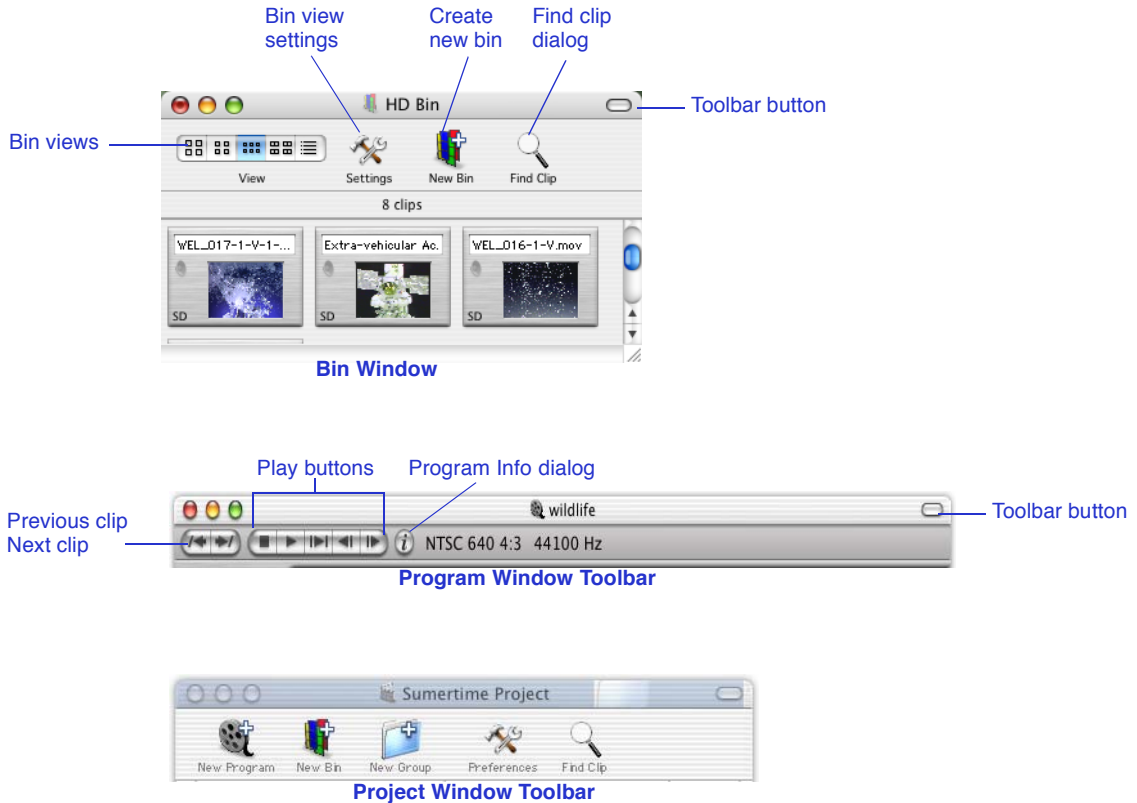 Bin view
settings
Create
new bin
Find clip
dialog
HD Bin
Toolbar button
Bin views
View
Settings
New Bin
Find Clip
8 clips
WEL_017-1-V-1-...
Extra-vehicular Ac.
WEL_016-1-V.mov
SD
SD
SD
Bin Window
Play buttons
Program Info dialog
wildlife
Toolbar button
Previous clip
Next clip
i
NTSC 640 4:3 44100 Hz
Program Window Toolbar
Sumertime Project
New Program
New Bin
New Group
Preferences
Find Clip
Project Window Toolbar